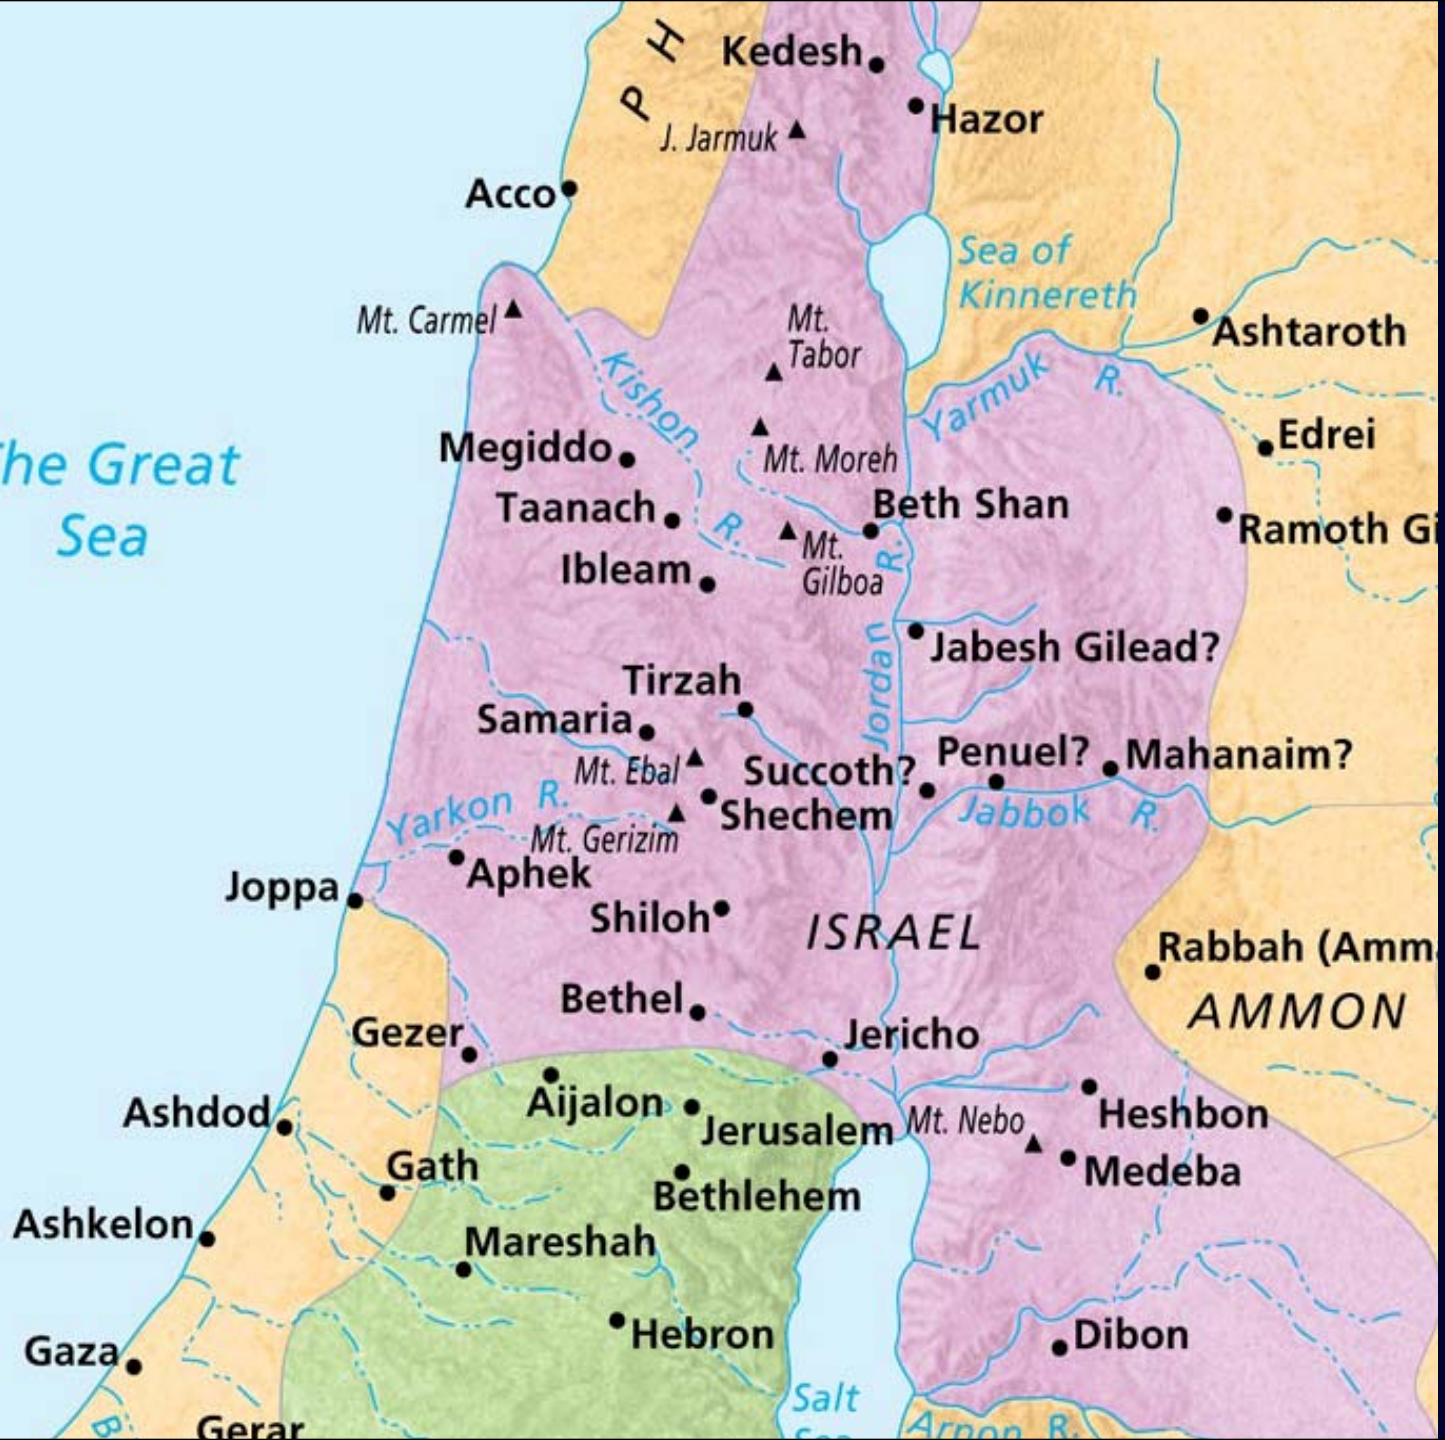 P H
Kedesh
Hazor
J. Jarmuk
Acco
Sea of
Kinnereth
Mt. Carmel
Mt.
Tabor
Ashtaroth
Kishon R.
Yarmuk R.
Edrei
Megiddo
Mt. Moreh
he Great
Sea
Taanach
Beth Shan
Ramoth Gi
Mt.
Gilboa
Ibleam
Jordan R.
Jabesh Gilead?
Tirzah
Samaria
Mt. Ebal
Succoth?
Penuel?
Mahanaim?
Yarkon R.
Shechem
Jabbok R.
Mt. Gerizim
Aphek
Joppa
Shiloh
ISRAEL
Rabbah (Amm
AMMON
Bethel
Gezer
Jericho
Aijalon
Ashdod
Jerusalem
Mt. Nebo
Heshbon
Gath
Medeba
Bethlehem
Ashkelon
Mareshah
Hebron
Dibon
Gaza
Salt
Sea
Gerar
B
Arnon R.